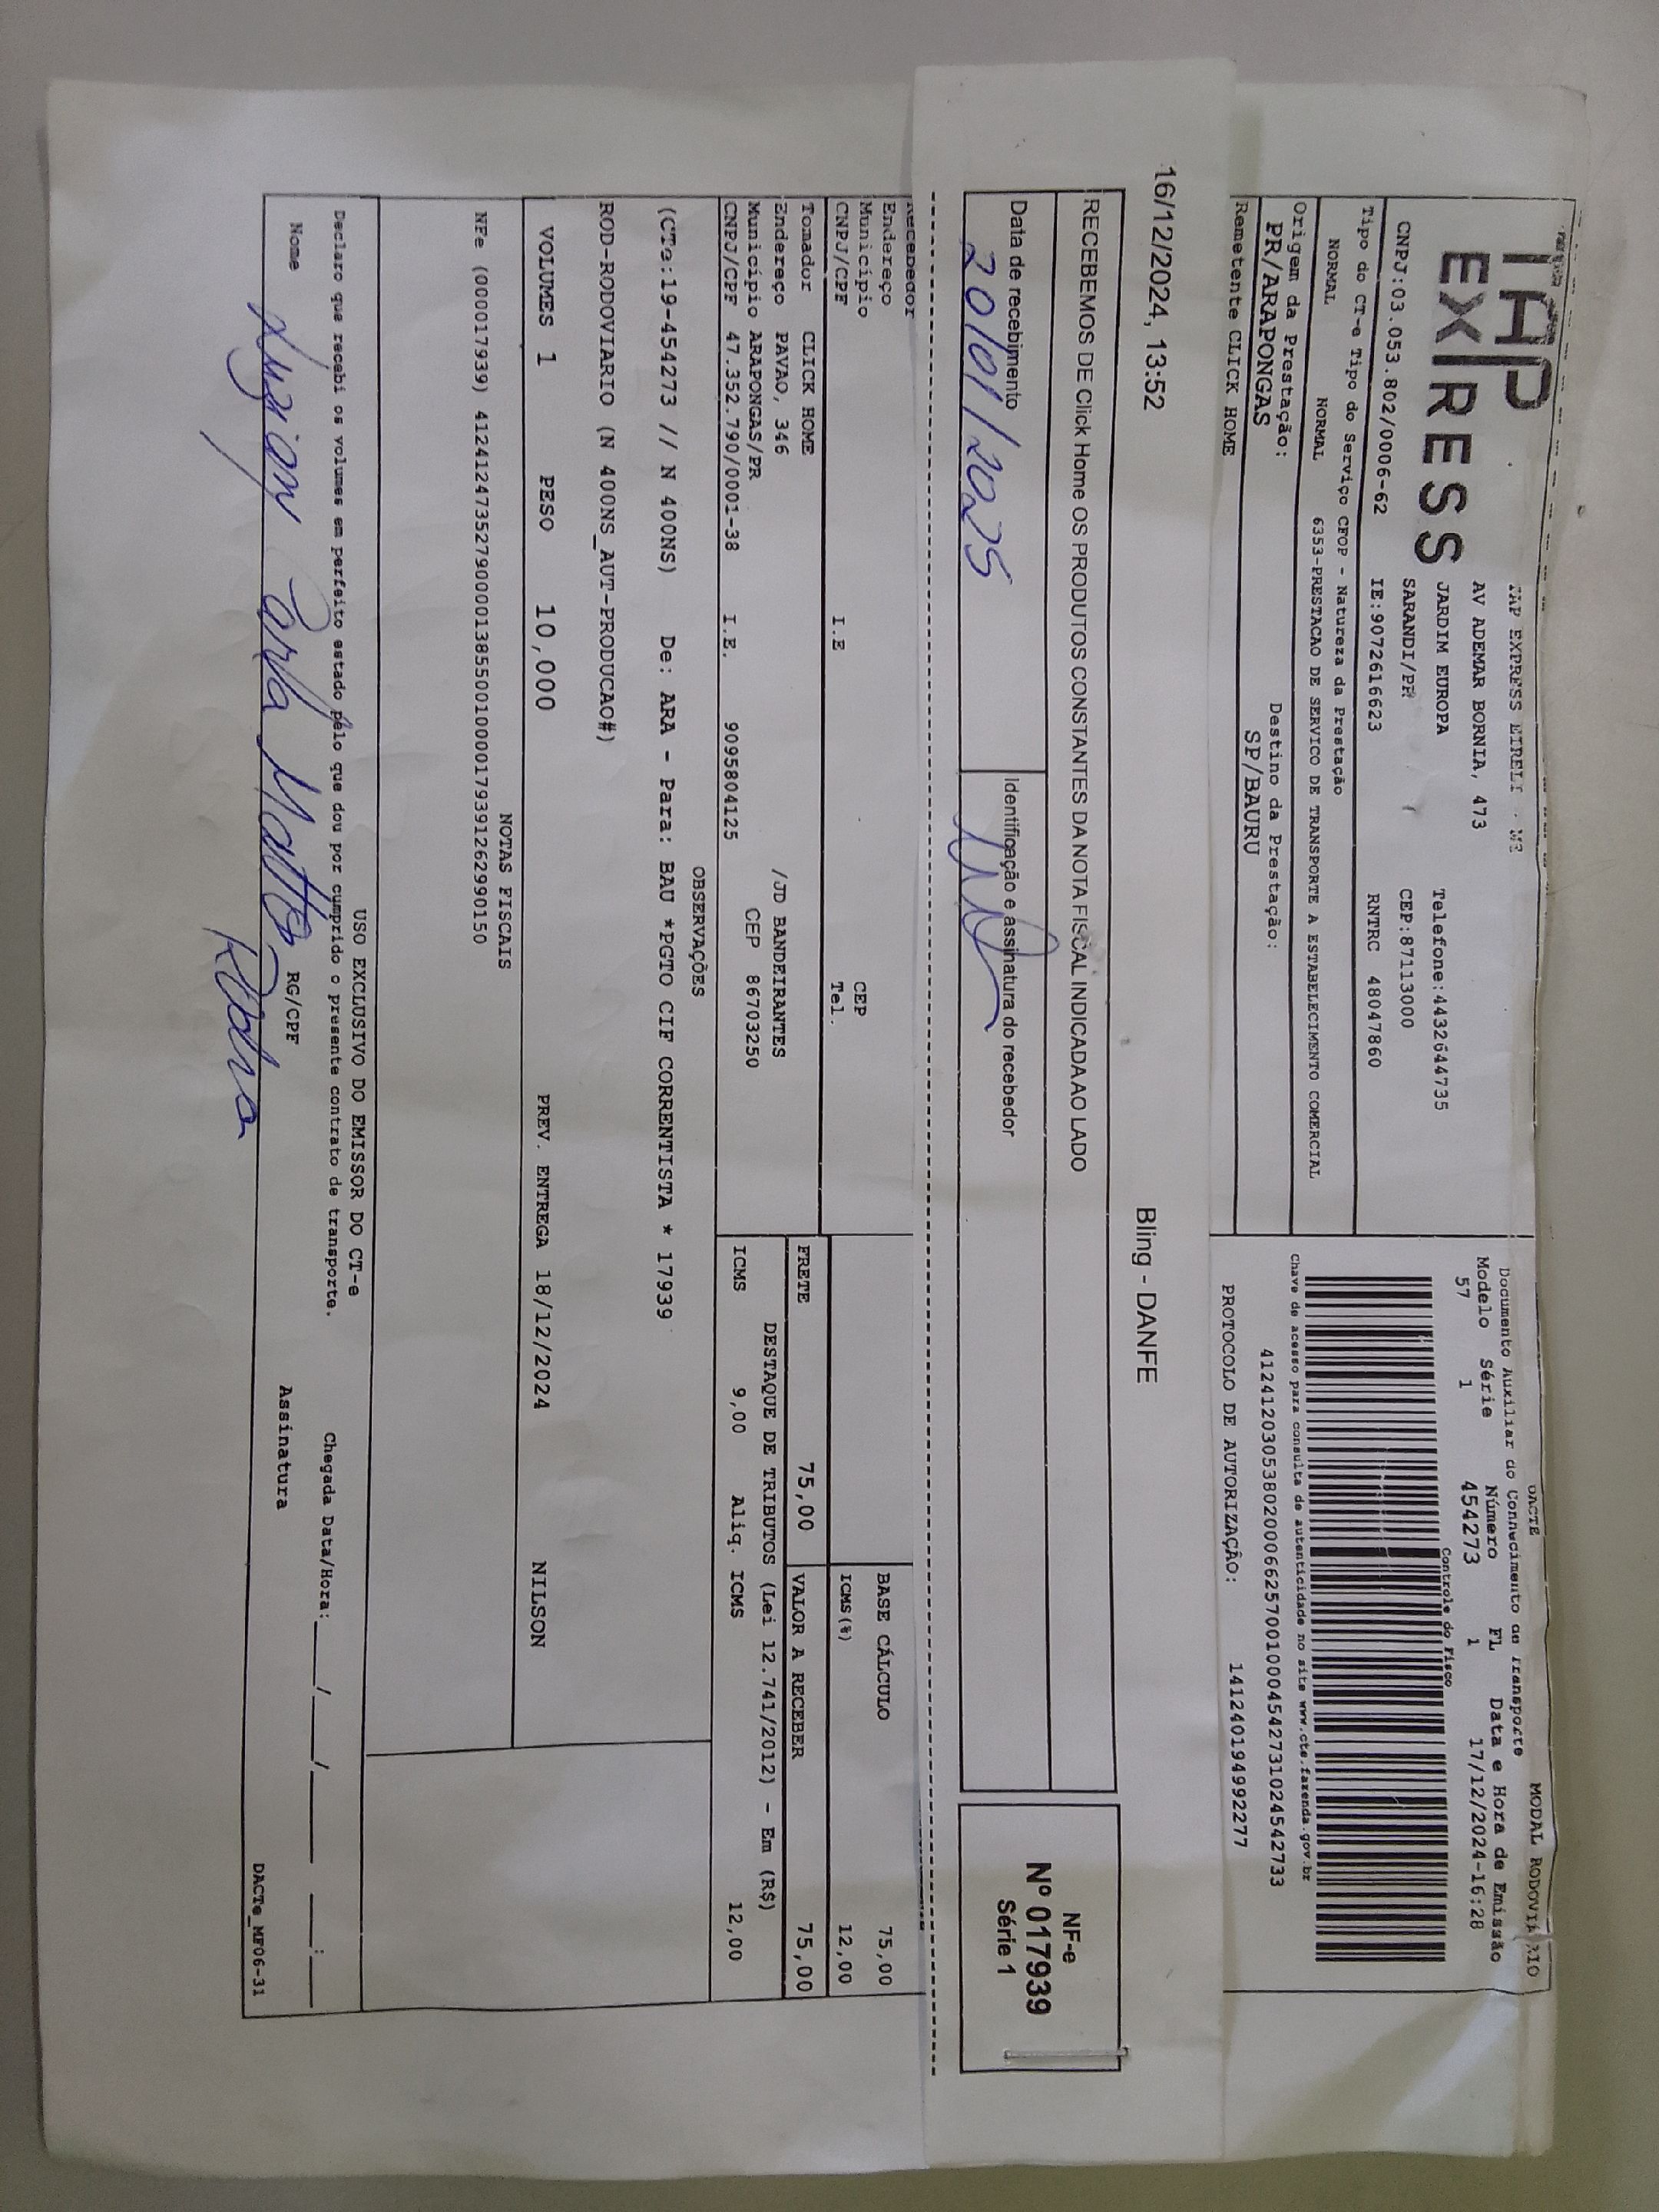 DACTE
MODAL RODOVIÁRIO
TAP EXPRESS
TAP EXPRESS EIRELI - ME
AV ADEMAR BORNIA, 473
JARDIM EUROPA
SARANDI/PR
Telefone:4432644735
CEP:87113000
CNPJ:03.053.802/0006-62
IE:9072616623
RNTRC 48047860
Documento Auxiliar do Conhecimento de Transporte
Modelo Série Número FL Data e Hora de Emissão
57 1 454273 1 17/12/2024-16:28
Controle do Fisco
Tipo do CT-e Tipo do Serviço CFOP - Natureza da Prestação
NORMAL NORMAL 6353-PRESTACAO DE SERVICO DE TRANSPORTE A ESTABELECIMENTO COMERCIAL
Chave de acesso para consulta de autenticidade no site www.cte.fazenda.gov.br
41241203053802000662570010004542731024542733
Origem da Prestação: Destino da Prestação:
PR/ARAPONGAS SP/BAURU
PROTOCOLO DE AUTORIZAÇÃO: 141240194992277
Remetente CLICK HOME
16/12/2024, 13:52 Bling - DANFE
RECEBEMOS DE Click Home OS PRODUTOS CONSTANTES DA NOTA FISCAL INDICADA AO LADO
NF-e
Nº 017939
Série 1
Data de recebimento
20/01/2025
Identificação e assinatura do recebedor
Recebedor
Endereço
Município CEP
CNPJ/CPF I.E Tel.
BASE CÁLCULO 75,00
ICMS(%) 12,00
Tomador CLICK HOME
Endereço PAVAO, 346 /JD BANDEIRANTES
Município ARAPONGAS/PR CEP 86703250
CNPJ/CPF 47.352.790/0001-38 I.E. 9095804125
FRETE 75,00 VALOR A RECEBER 75,00
DESTAQUE DE TRIBUTOS (Lei 12.741/2012) - Em (R$)
ICMS 9,00 Aliq. ICMS 12,00
OBSERVAÇÕES
(CTe:19-454273 // N 400NS) De: ARA - Para: BAU *PGTO CIF CORRENTISTA * 17939
ROD-RODOVIARIO (N 400NS_AUT-PRODUCAO#)
VOLUMES 1 PESO 10,000 PREV. ENTREGA 18/12/2024 NILSON
NOTAS FISCAIS
NFe (000017939) 41241247352790000138550010000179391262990150
USO EXCLUSIVO DO EMISSOR DO CT-e
Declaro que recebi os volumes em perfeito estado pelo que dou por cumprido o presente contrato de transporte.
Chegada Data/Hora:___/___/____ __:__
Nome RG/CPF Assinatura
DACTe_MF06-31